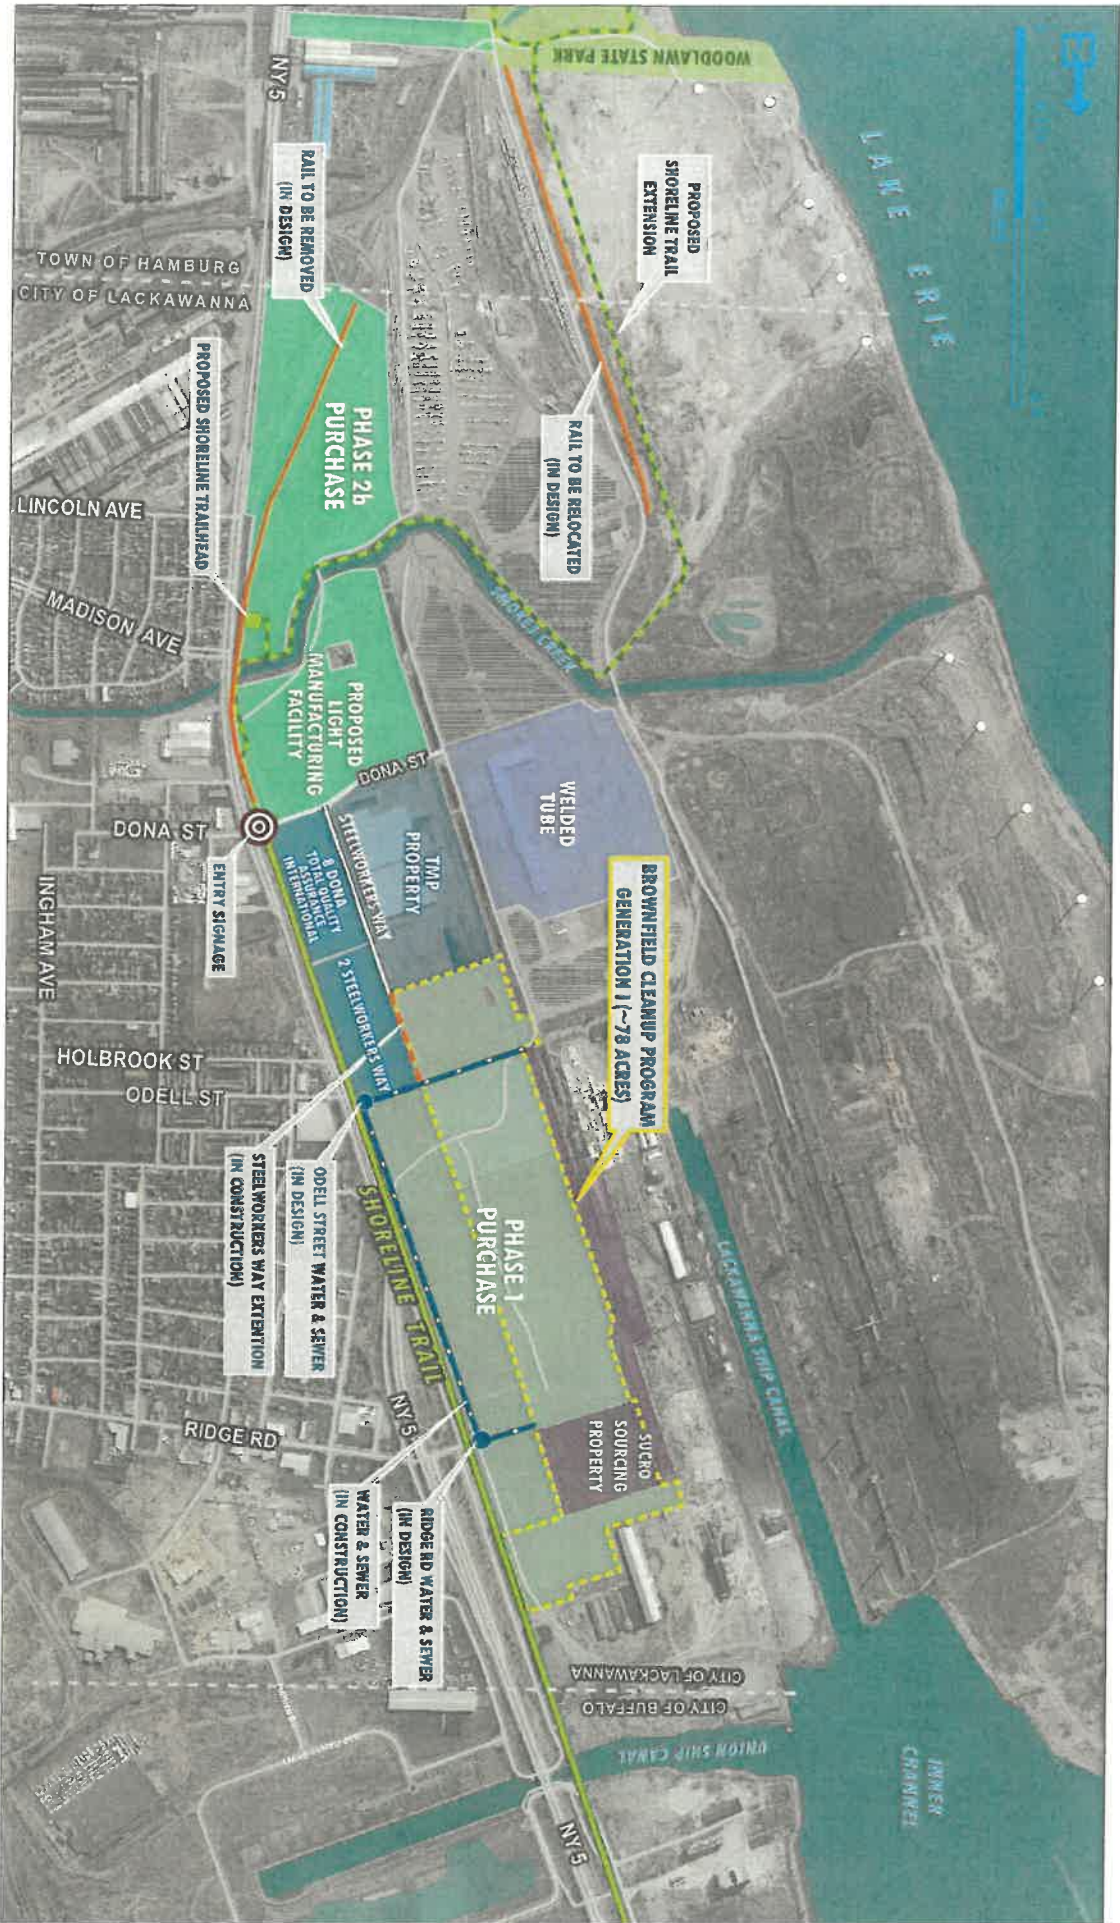 N
WOODLAWN STATE PARK
LAKE ERIE
NY 5
PROPOSED
SHORELINE TRAIL
EXTENSION
RAIL TO BE REMOVED
(IN DESIGN)
TOWN OF HAMBURG
CITY OF LACKAWANNA
RAIL TO BE RELOCATED
(IN DESIGN)
PHASE 2b
PURCHASE
PROPOSED SHORELINE TRAILHEAD
LINCOLN AVE
MADISON AVE
SMOKES CREEK
PROPOSED
LIGHT
MANUFACTURING
FACILITY
DONA ST
WELDED
TUBE
TMP
PROPERTY
STEELWORKERS WAY
8 DONA
TOTAL QUALITY
ASSURANCE
INTERNATIONAL
DONA ST
ENTRY SIGNAGE
2 STEELWORKERS WAY
BROWNFIELD CLEANUP PROGRAM
GENERATION 1 (~78 ACRES)
INGHAM AVE
HOLBROOK ST
ODELL ST
PHASE 1
PURCHASE
SHORELINE TRAIL
ODELL STREET WATER & SEWER
(IN DESIGN)
STEELWORKERS WAY EXTENTION
(IN CONSTRUCTION)
LACKAWANNA SHIP CANAL
NY 5
RIDGE RD
SUCRO
SOURCING
PROPERTY
RIDGE RD WATER & SEWER
(IN DESIGN)
WATER & SEWER
(IN CONSTRUCTION)
CITY OF LACKAWANNA
CITY OF BUFFALO
UNION SHIP CANAL
INNER
CHANNEL
NY 5